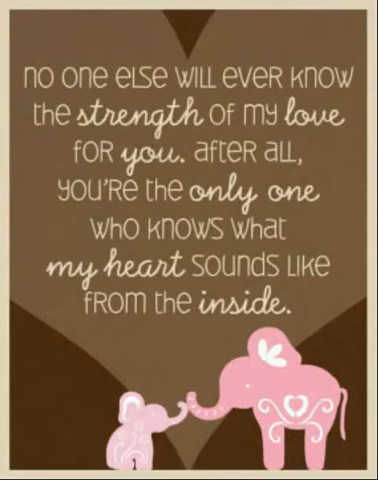 no one else will ever know
the strength of my love
for you. after all,
you're the only one
who knows what
my heart sounds like
from the inside.